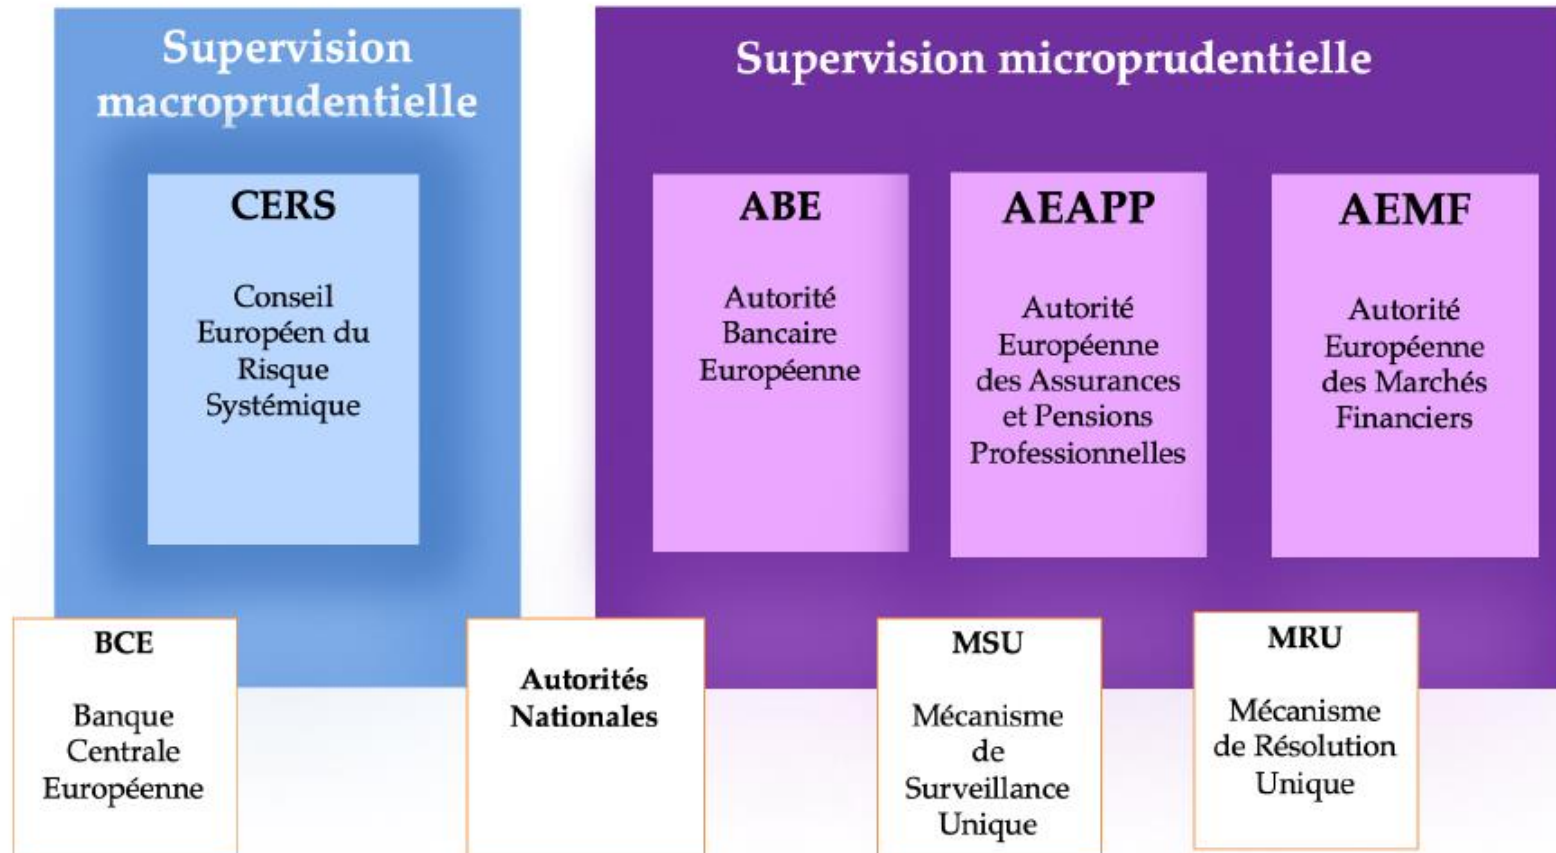 Supervision
macroprudentielle
CERS
Conseil
Européen du
Risque
Systémique
Supervision microprudentielle
ABE
Autorité
Bancaire
Européenne
AEAPP
Autorité
Européenne
des Assurances
et Pensions
Professionnelles
AEMF
Autorité
Européenne
des Marchés
Financiers
BCE
Banque
Centrale
Européenne
Autorités
Nationales
MSU
Mécanisme
de
Surveillance
Unique
MRU
Mécanisme
de Résolution
Unique